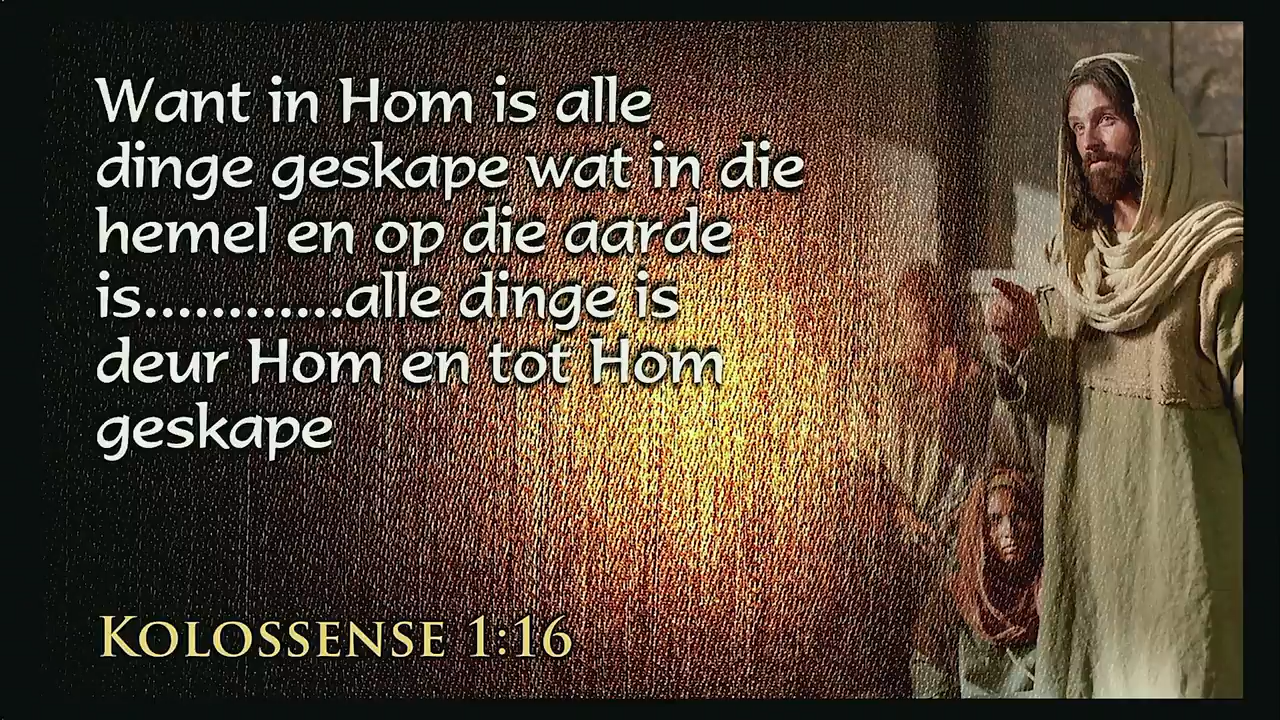 Want in Hom is alle
dinge geskape wat in die
hemel en op die aarde
is............alle dinge is
deur Hom en tot Hom
geskape
Kolossense 1:16